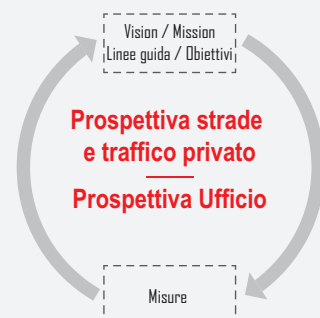 Vision / Mission
Linee guida / Obiettivi
Prospettiva strade
e traffico privato
Prospettiva Ufficio
Misure